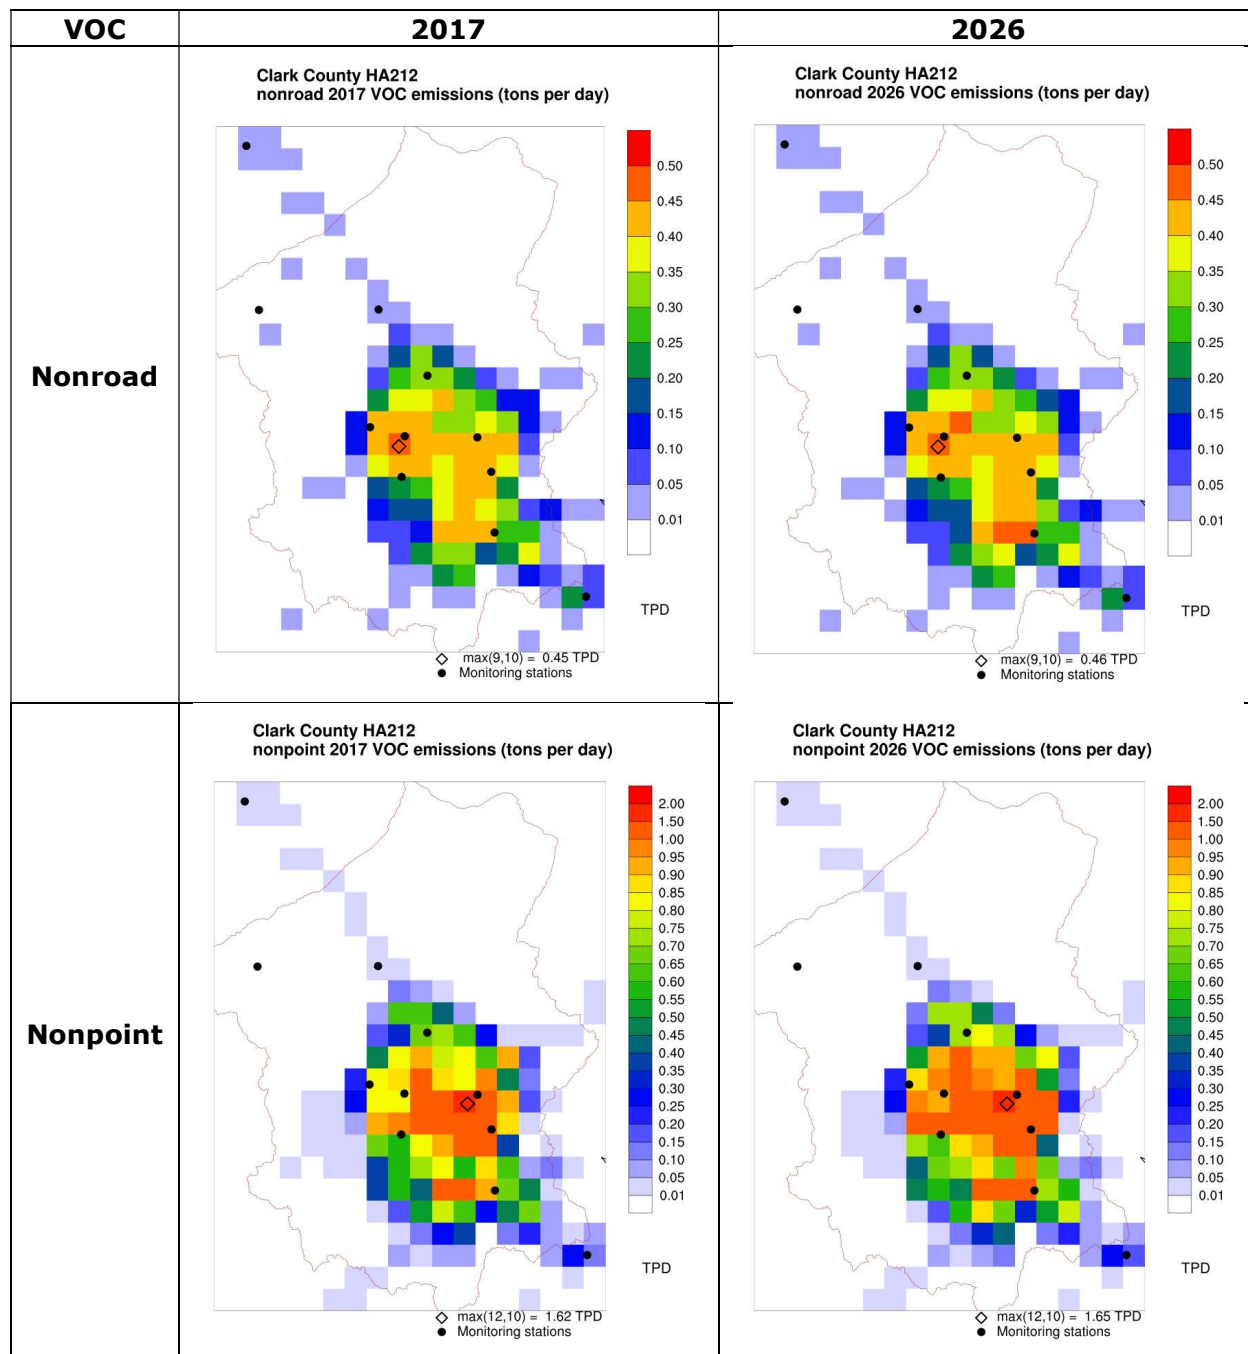 VOC 2017 2026
Nonroad
Clark County HA212
nonroad 2017 VOC emissions (tons per day)
0.50
0.45
0.40
0.35
0.30
0.25
0.20
0.15
0.10
0.05
0.01
TPD
max(9,10) = 0.45 TPD
Monitoring stations
Clark County HA212
nonroad 2026 VOC emissions (tons per day)
0.50
0.45
0.40
0.35
0.30
0.25
0.20
0.15
0.10
0.05
0.01
TPD
max(9,10) = 0.46 TPD
Monitoring stations
Nonpoint
Clark County HA212
nonpoint 2017 VOC emissions (tons per day)
2.00
1.50
1.00
0.95
0.90
0.85
0.80
0.75
0.70
0.65
0.60
0.55
0.50
0.45
0.40
0.35
0.30
0.25
0.20
0.15
0.10
0.05
0.01
TPD
max(12,10) = 1.62 TPD
Monitoring stations
Clark County HA212
nonpoint 2026 VOC emissions (tons per day)
2.00
1.50
1.00
0.95
0.90
0.85
0.80
0.75
0.70
0.65
0.60
0.55
0.50
0.45
0.40
0.35
0.30
0.25
0.20
0.15
0.10
0.05
0.01
TPD
max(12,10) = 1.65 TPD
Monitoring stations